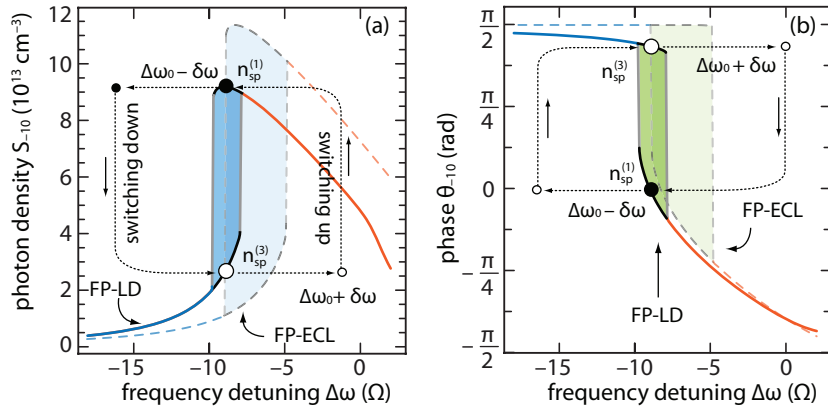 (a)
photon density S₋₁₀ (10¹³ cm⁻³)
12
10
8
6
4
2
0
Δω₀ – δω
n_sp⁽¹⁾
switching down
switching up
n_sp⁽³⁾
Δω₀+ δω
FP-LD
FP-ECL
−15
−10
−5
0
frequency detuning Δω (Ω)
(b)
phase θ₋₁₀ (rad)
π/2
π/4
0
−π/4
−π/2
n_sp⁽³⁾
Δω₀ + δω
n_sp⁽¹⁾
Δω₀ – δω
FP-ECL
FP-LD
−15
−10
−5
0
frequency detuning Δω (Ω)